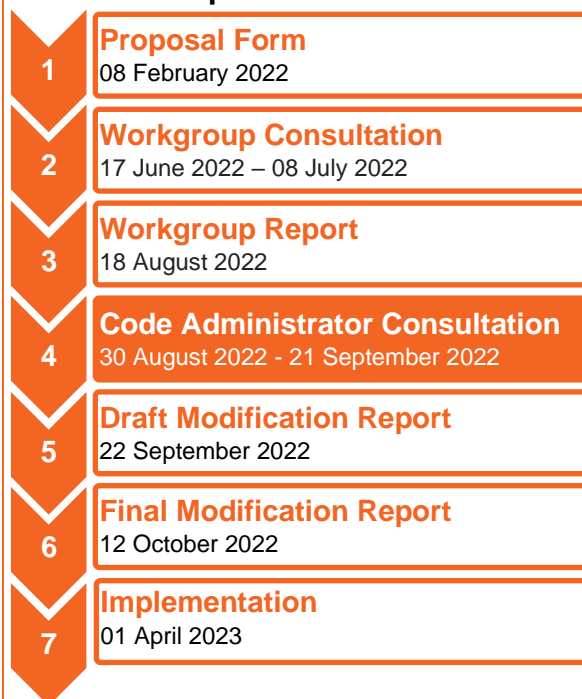 1
Proposal Form
08 February 2022
2
Workgroup Consultation
17 June 2022 – 08 July 2022
3
Workgroup Report
18 August 2022
4
Code Administrator Consultation
30 August 2022 - 21 September 2022
5
Draft Modification Report
22 September 2022
6
Final Modification Report
12 October 2022
7
Implementation
01 April 2023